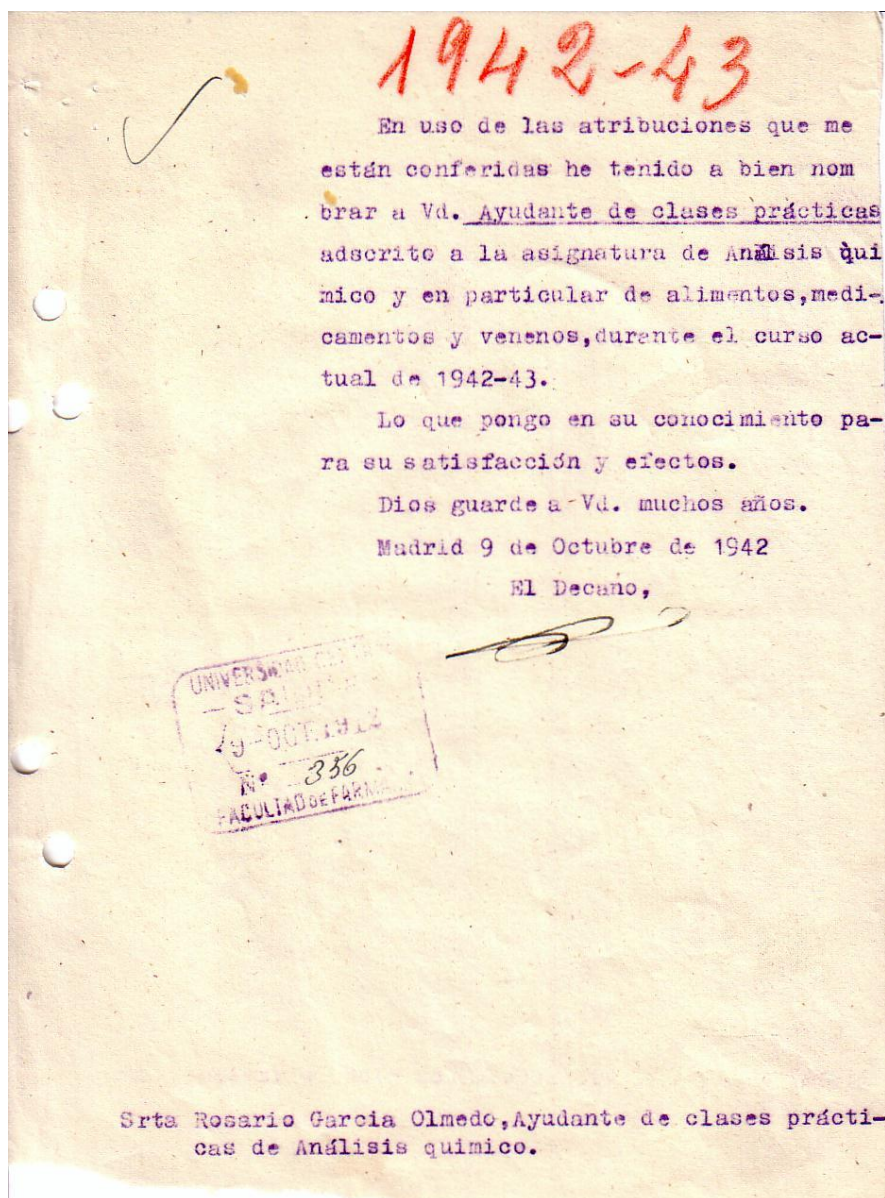 1942-43
En uso de las atribuciones que me
están conferidas he tenido a bien nom
brar a Vd. Ayudante de clases prácticas
adscrito a la asignatura de Análisis qui
mico y en particular de alimentos,medi-
camentos y venenos,durante el curso ac-
tual de 1942-43.
Lo que pongo en su conocimiento pa-
ra su satisfacción y efectos.
Dios guarde a Vd. muchos años.
Madrid 9 de Octubre de 1942
El Decano,
UNIVERSIDAD
SALIDA
9-OCT.1942
Nº 356
FACULTAD DE FARMACIA
Srta Rosario Garcia Olmedo,Ayudante de clases prácti-
cas de Análisis quimico.